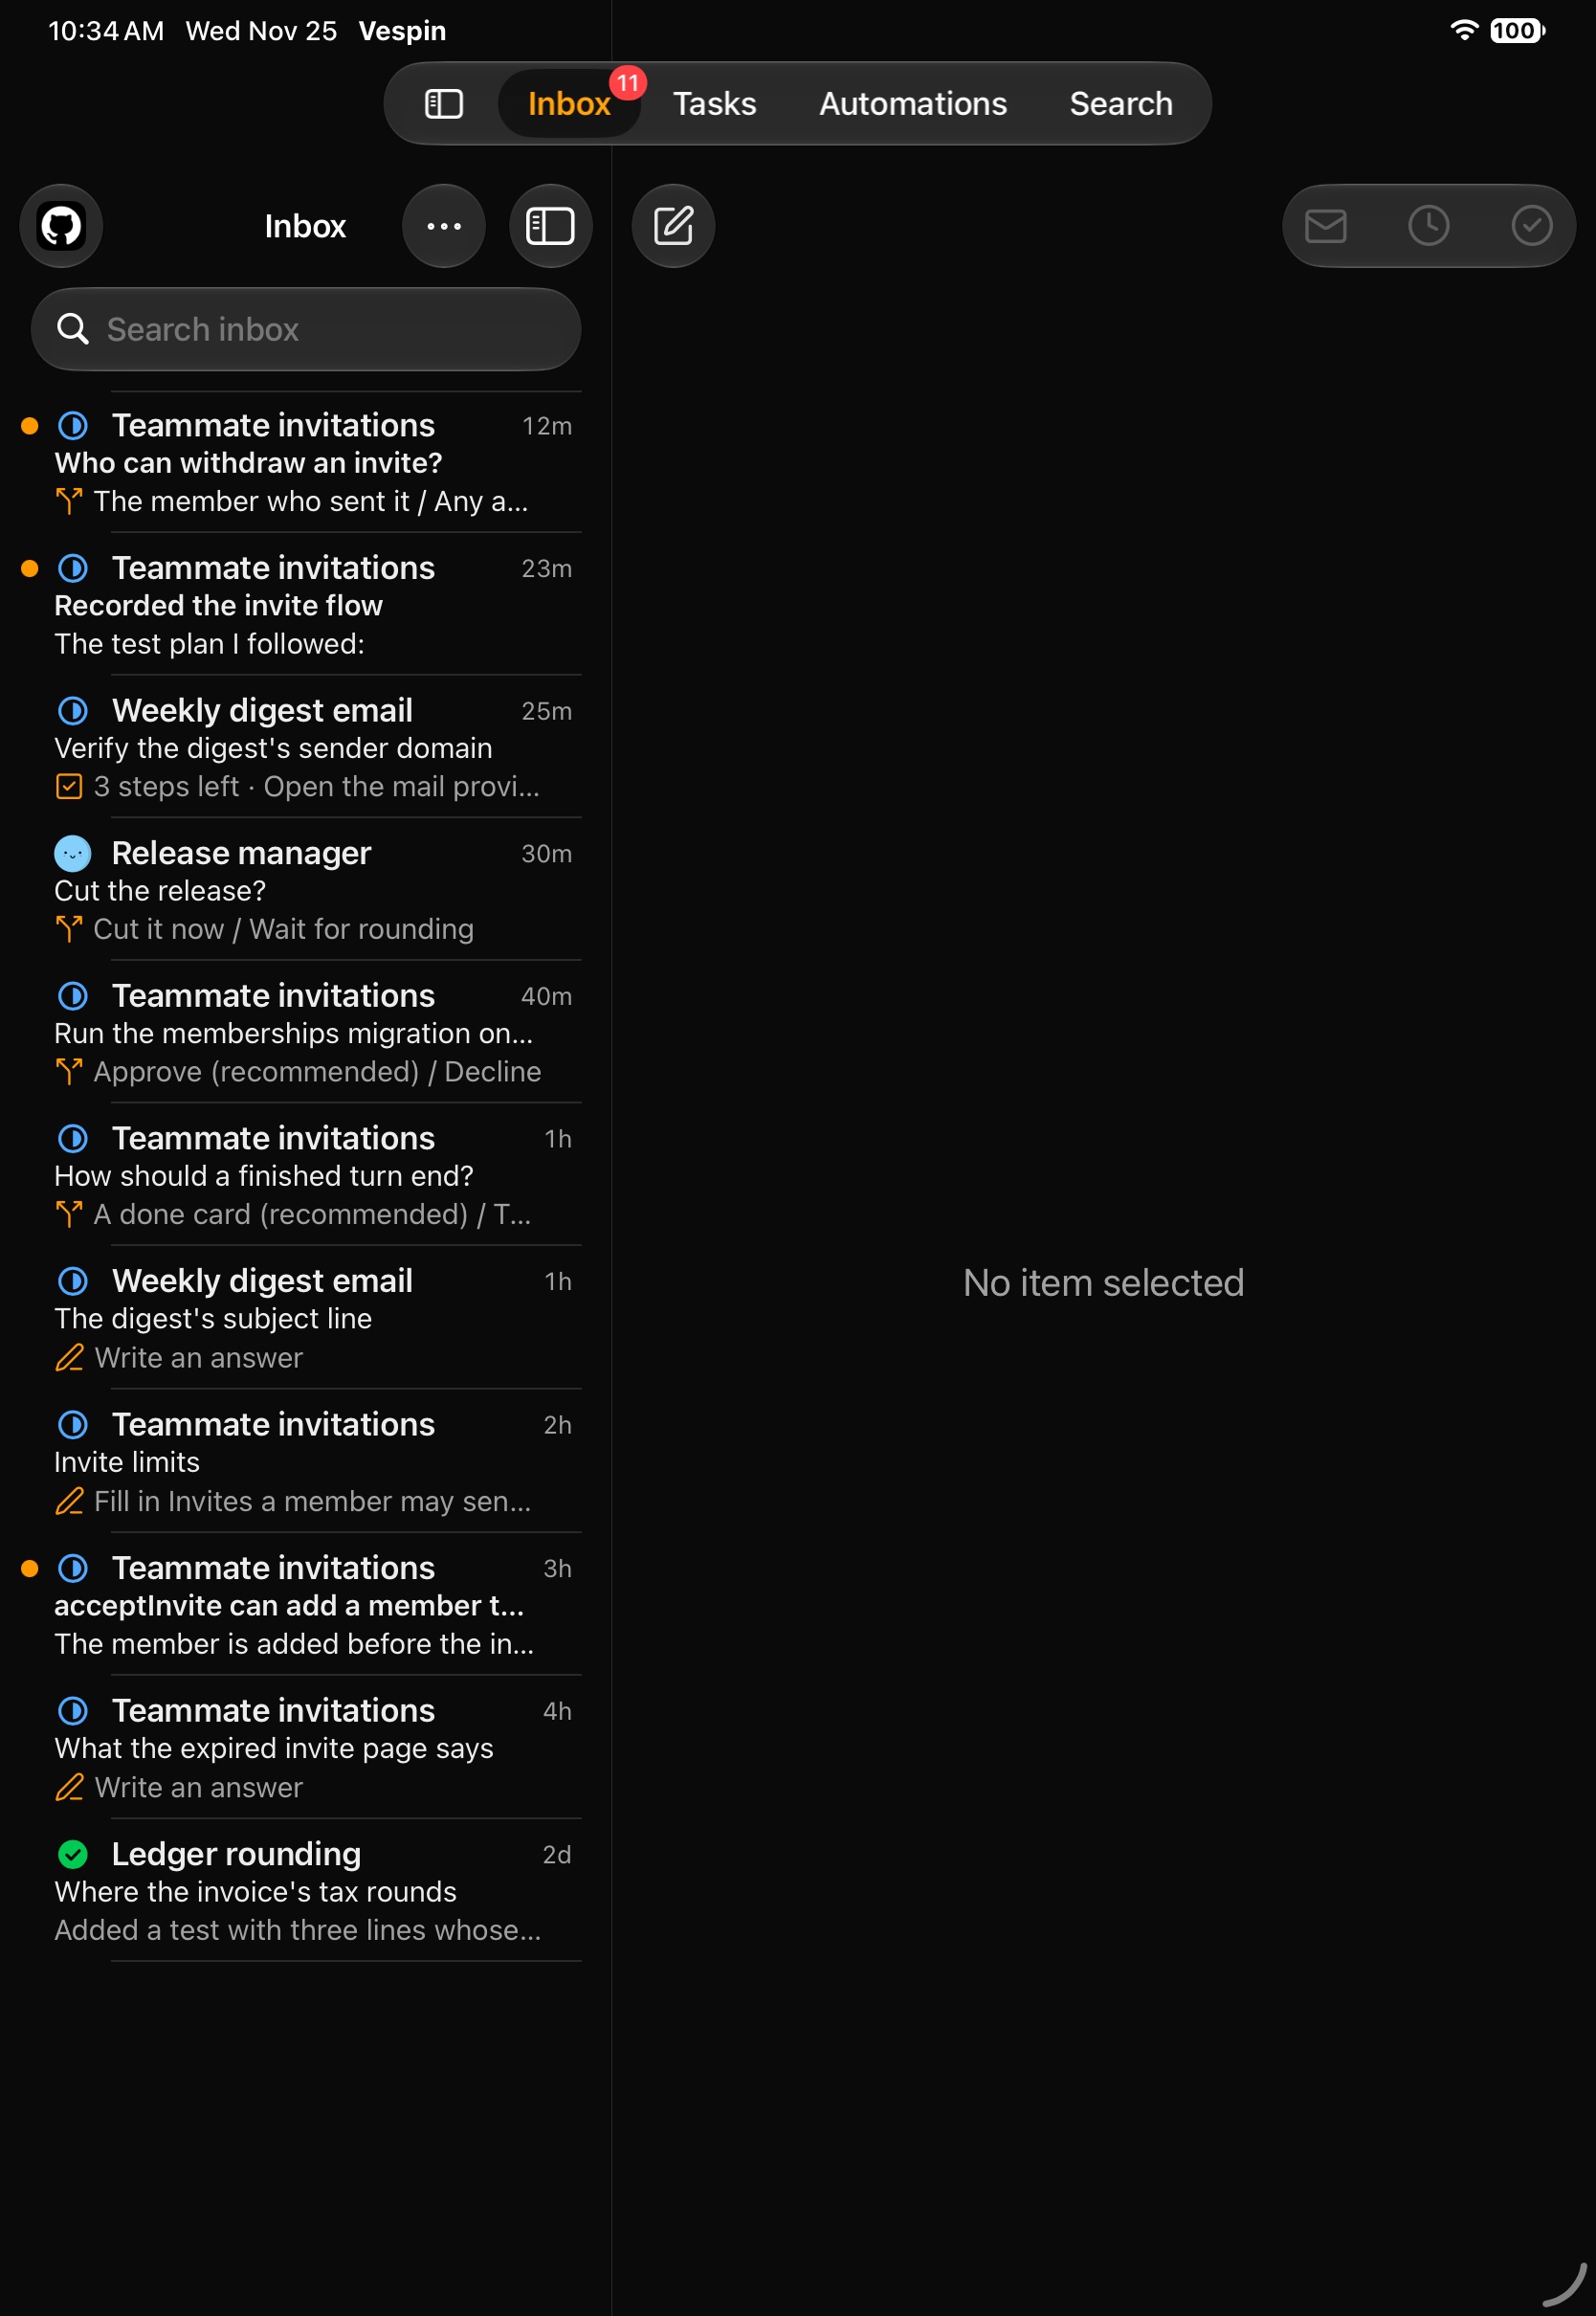 10:34 AM Wed Nov 25 Vespin
100
Inbox 11 Tasks Automations Search
Inbox
Search inbox
Teammate invitations 12m
Who can withdraw an invite?
The member who sent it / Any a...
Teammate invitations 23m
Recorded the invite flow
The test plan I followed:
Weekly digest email 25m
Verify the digest's sender domain
3 steps left · Open the mail provi...
Release manager 30m
Cut the release?
Cut it now / Wait for rounding
Teammate invitations 40m
Run the memberships migration on...
Approve (recommended) / Decline
Teammate invitations 1h
How should a finished turn end?
A done card (recommended) / T...
Weekly digest email 1h
The digest's subject line
Write an answer
Teammate invitations 2h
Invite limits
Fill in Invites a member may sen...
Teammate invitations 3h
acceptInvite can add a member t...
The member is added before the in...
Teammate invitations 4h
What the expired invite page says
Write an answer
Ledger rounding 2d
Where the invoice's tax rounds
Added a test with three lines whose...
No item selected